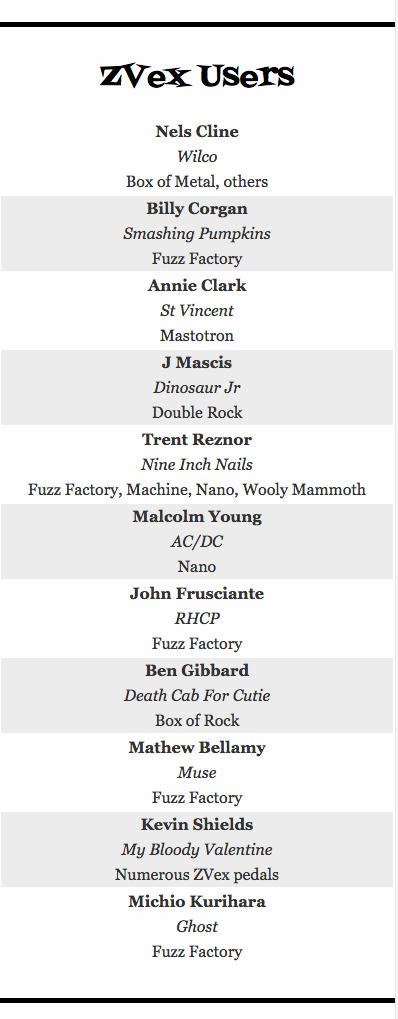 ZVex Users
Nels Cline
Wilco
Box of Metal, others
Billy Corgan
Smashing Pumpkins
Fuzz Factory
Annie Clark
St Vincent
Mastotron
J Mascis
Dinosaur Jr
Double Rock
Trent Reznor
Nine Inch Nails
Fuzz Factory, Machine, Nano, Wooly Mammoth
Malcolm Young
AC/DC
Nano
John Frusciante
RHCP
Fuzz Factory
Ben Gibbard
Death Cab For Cutie
Box of Rock
Mathew Bellamy
Muse
Fuzz Factory
Kevin Shields
My Bloody Valentine
Numerous ZVex pedals
Michio Kurihara
Ghost
Fuzz Factory